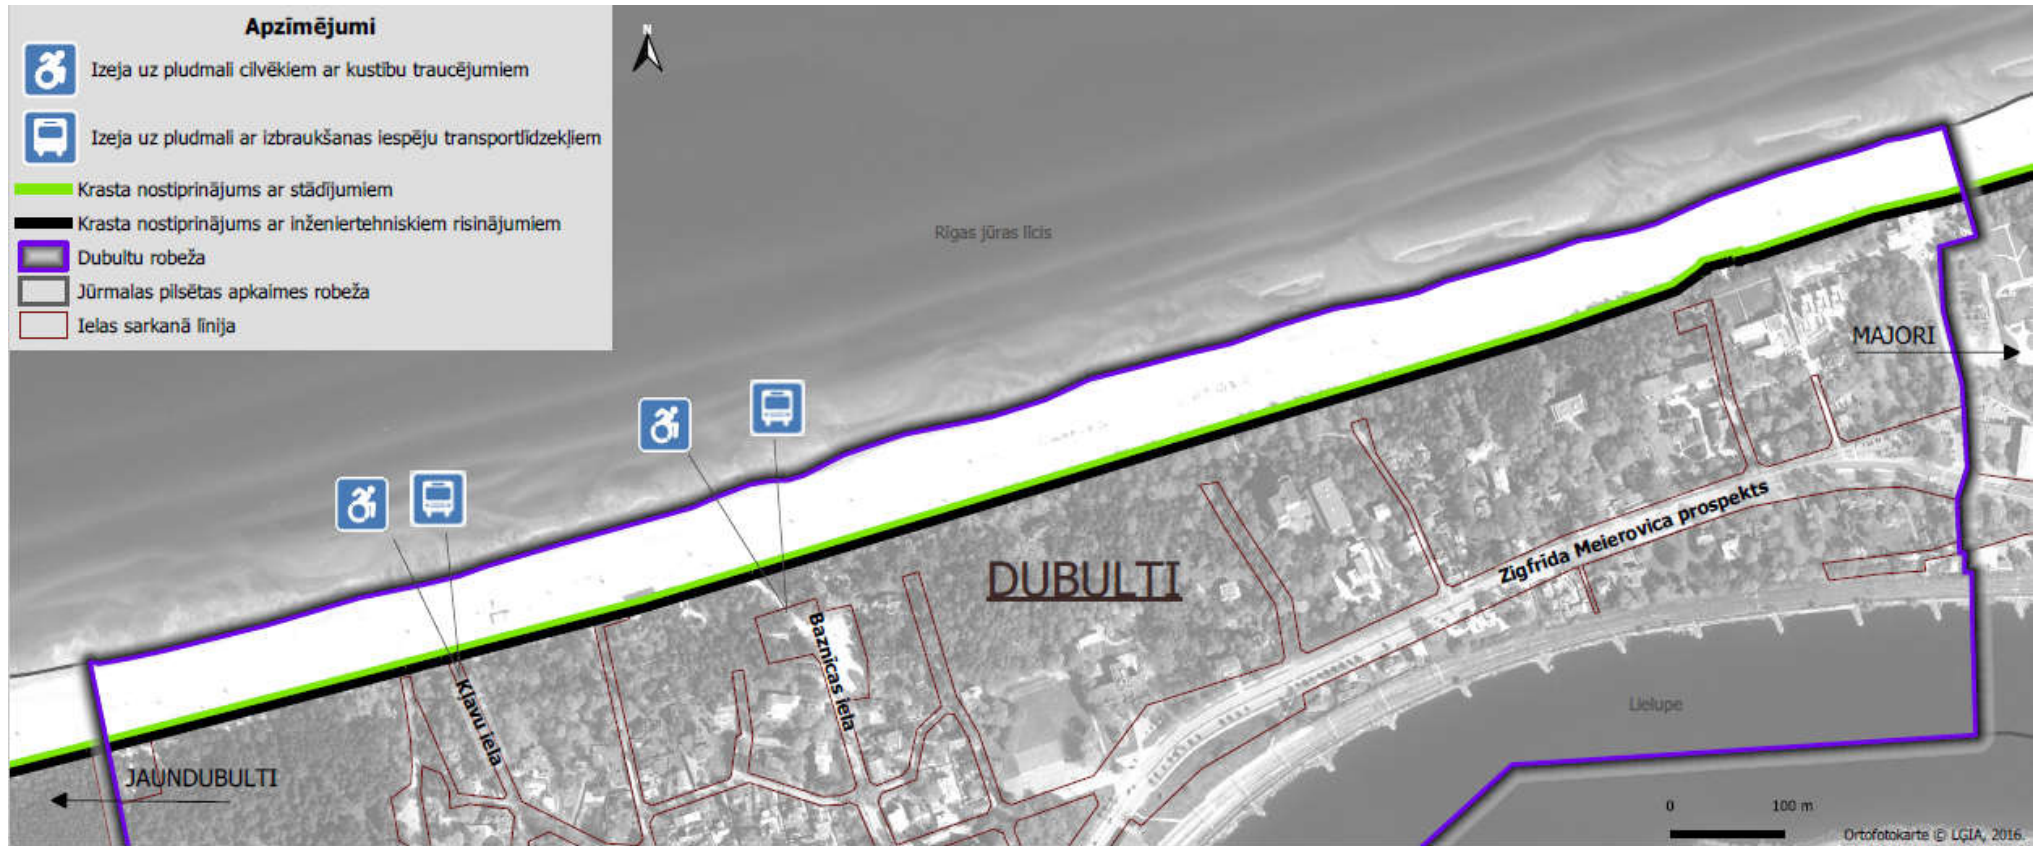 Apzīmējumi
Izeja uz pludmali cilvēkiem ar kustību traucējumiem
Izeja uz pludmali ar izbraukšanas iespēju transportlīdzekļiem
Krasta nostiprinājums ar stādījumiem
Krasta nostiprinājums ar inženiertehniskiem risinājumiem
Dubultu robeža
Jūrmalas pilsētas apkaimes robeža
Ielas sarkanā līnija
N
Rīgas jūras līcis
MAJORI
Zigfrīda Meierovica prospekts
DUBULTI
Baznīcas iela
Kļavu iela
Lielupe
JAUNDUBULTI
0 100 m
Ortofotokarte © LĢIA, 2016.